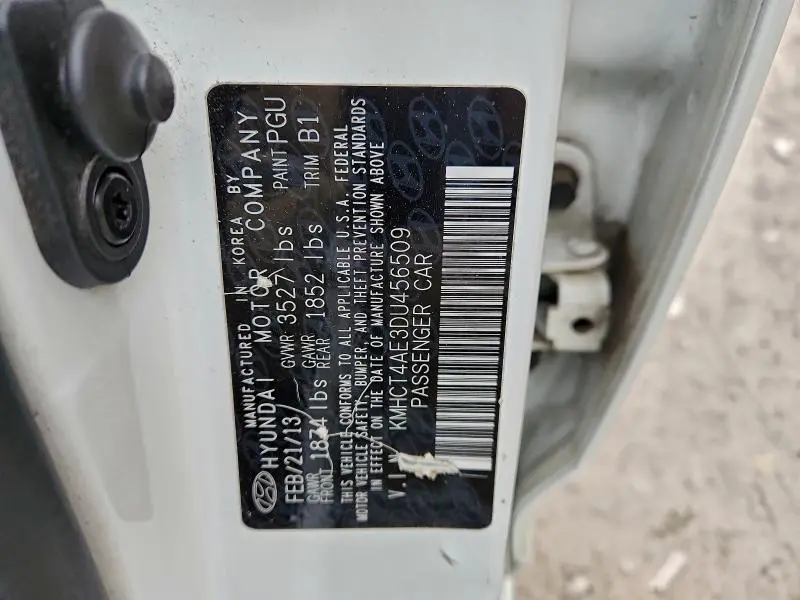 MANUFACTURED IN KOREA BY
HYUNDAI MOTOR COMPANY
FEB/21/13 GVWR 3527 lbs PAINT PGU
GAWR FRONT 1874 lbs GAWR REAR 1852 lbs TRIM B1
THIS VEHICLE CONFORMS TO ALL APPLICABLE U.S.A. FEDERAL
MOTOR VEHICLE SAFETY, BUMPER, AND THEFT PREVENTION STANDARDS
IN EFFECT ON THE DATE OF MANUFACTURE SHOWN ABOVE
V.I.N KMHCT4AE3DU456509
PASSENGER CAR